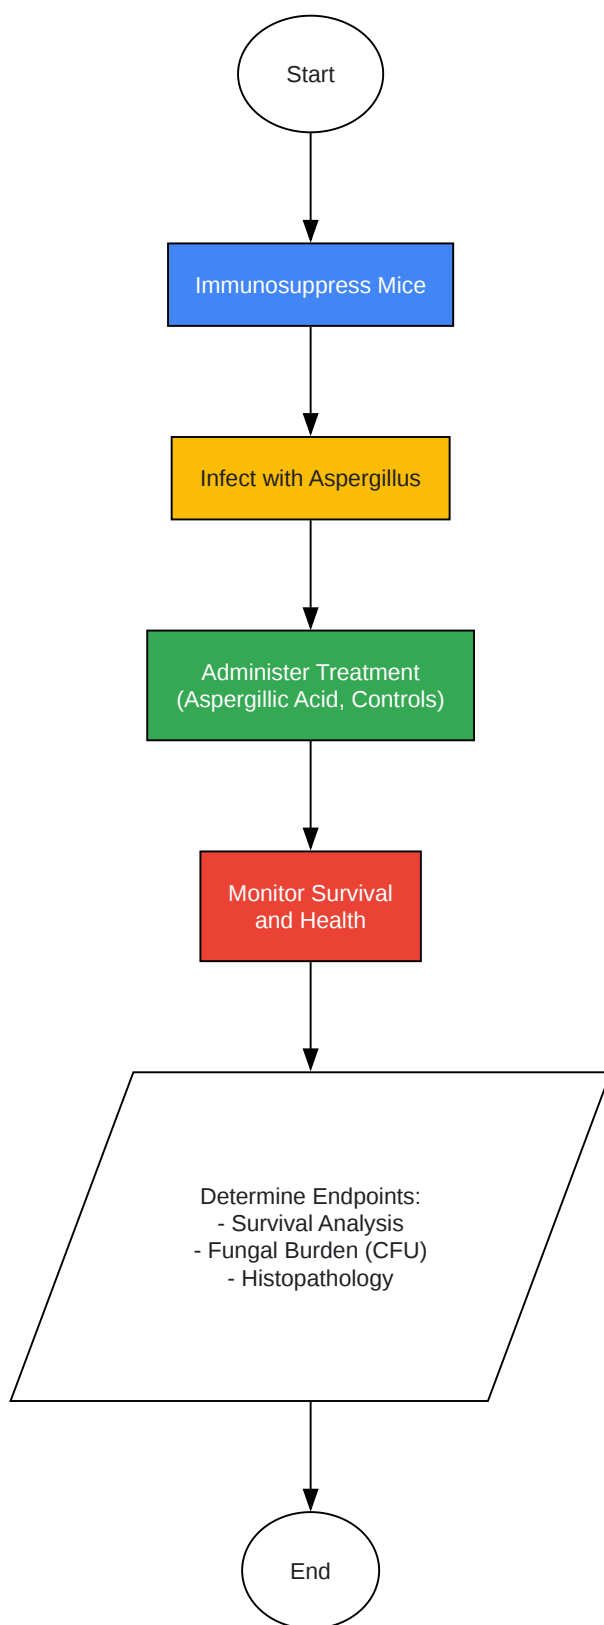 Start
Immunosuppress Mice
Infect with Aspergillus
Administer Treatment
(Aspergillic Acid, Controls)
Monitor Survival
and Health
Determine Endpoints:
- Survival Analysis
- Fungal Burden (CFU)
- Histopathology
End